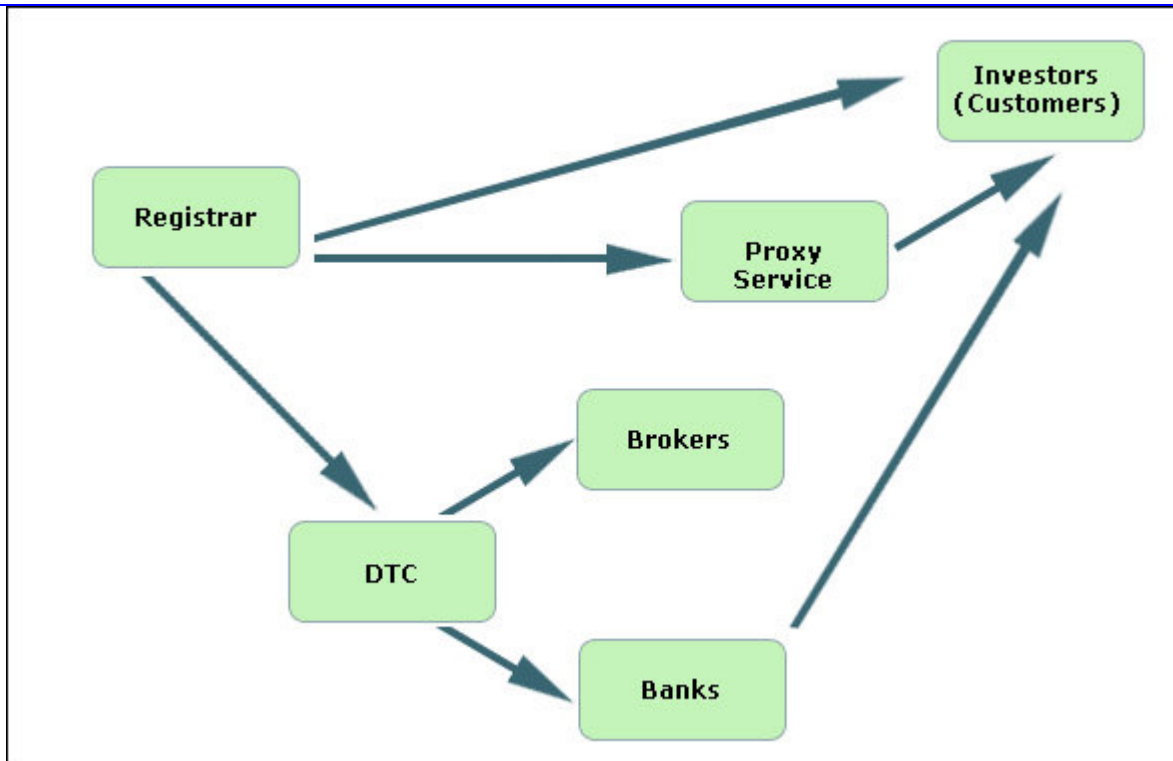 Investors
(Customers)
Registrar
Proxy
Service
Brokers
DTC
Banks